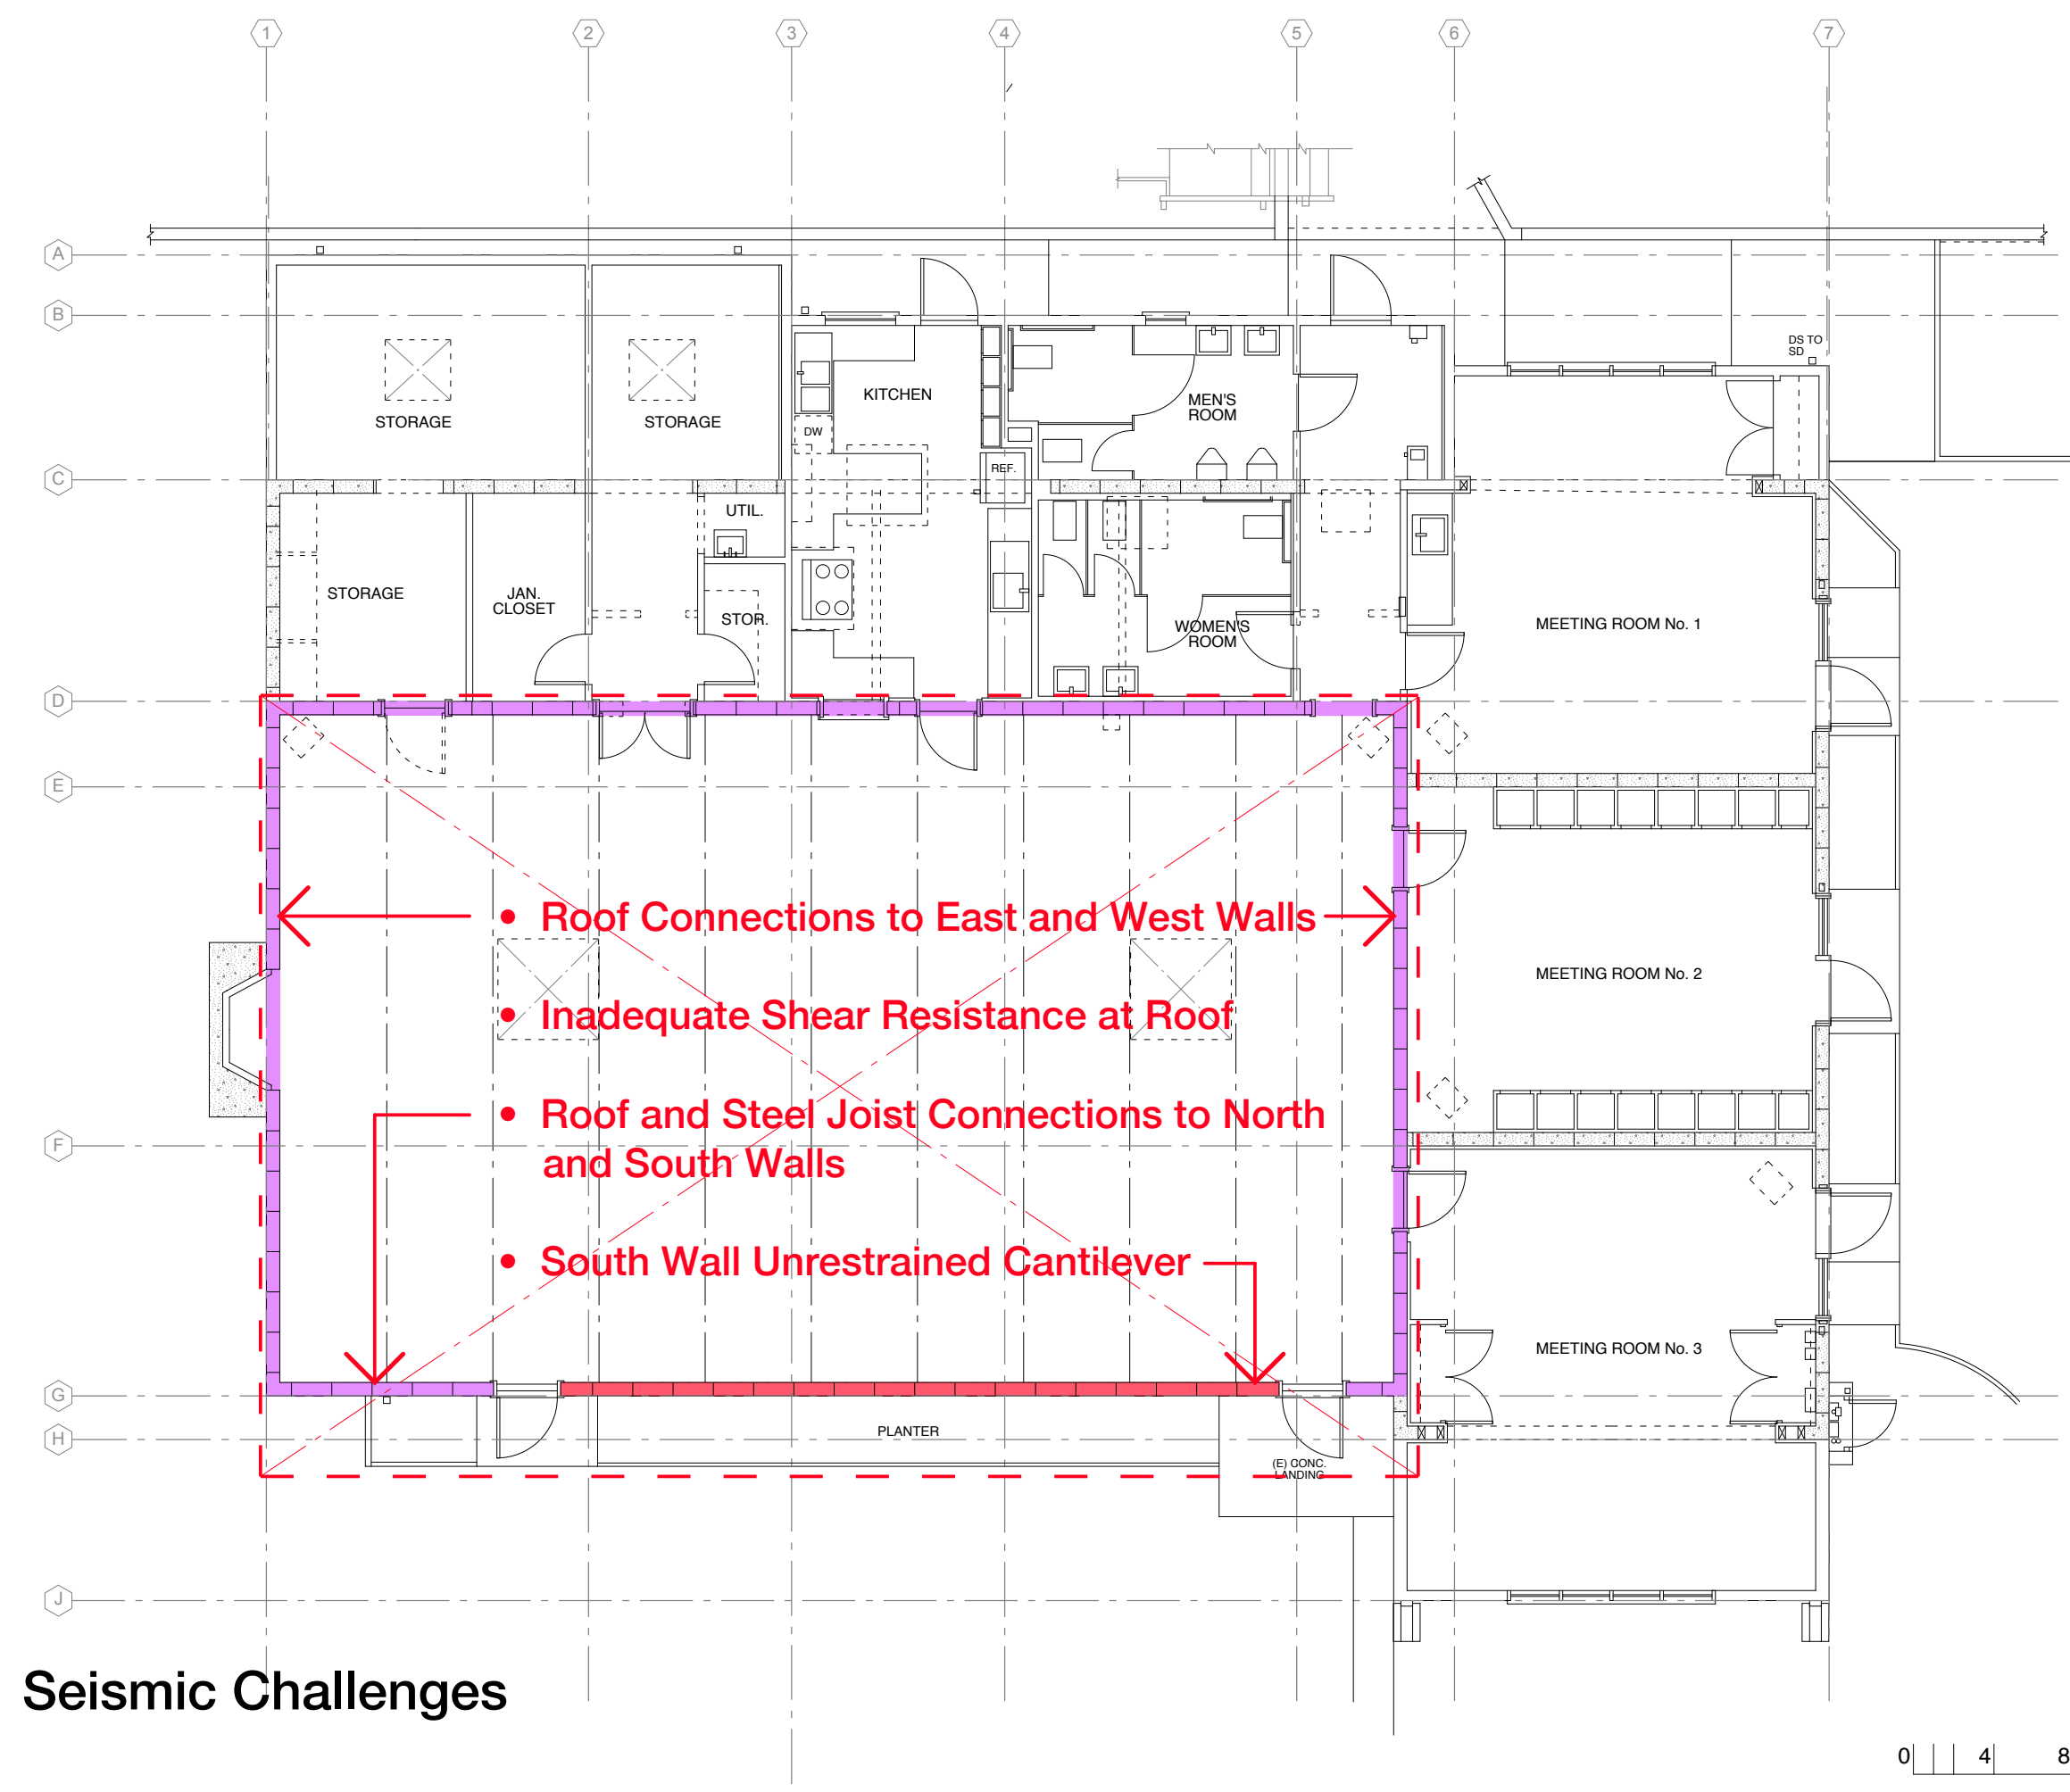 1 2 3 4 5 6 7
A
B
DS TO
SD
KITCHEN
MEN'S
ROOM
STORAGE
STORAGE
DW
REF.
C
UTIL.
STORAGE
JAN.
CLOSET
STOR.
WOMEN'S
ROOM
MEETING ROOM No. 1
D
E
• Roof Connections to East and West Walls
MEETING ROOM No. 2
• Inadequate Shear Resistance at Roof
• Roof and Steel Joist Connections to North
and South Walls
F
• South Wall Unrestrained Cantilever
MEETING ROOM No. 3
G
PLANTER
H
(E) CONC.
LANDING
J
Seismic Challenges
0 4 8